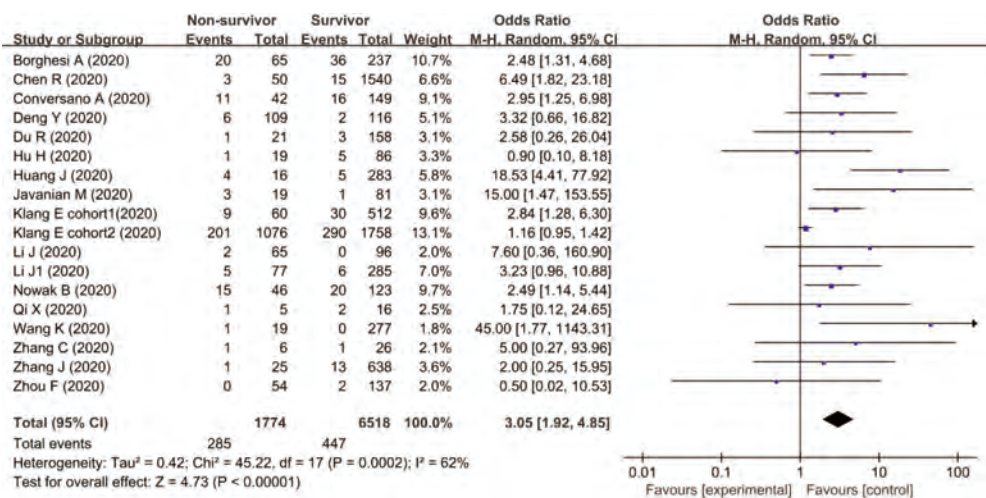 Non-survivor Survivor Odds Ratio Odds Ratio
Study or Subgroup Events Total Events Total Weight M-H, Random, 95% CI M-H, Random, 95% CI
Borghesi A (2020) 20 65 36 237 10.7% 2.48 [1.31, 4.68]
Chen R (2020) 3 50 15 1540 6.6% 6.49 [1.82, 23.18]
Conversano A (2020) 11 42 16 149 9.1% 2.95 [1.25, 6.98]
Deng Y (2020) 6 109 2 116 4.8% 3.32 [0.66, 16.82]
Du R (2020) 1 21 3 158 3.1% 2.58 [0.26, 26.04]
Hu H (2020) 1 19 5 86 3.3% 0.90 [0.10, 8.18]
Huang J (2020) 4 16 5 283 5.8% 18.53 [4.41, 77.92]
Javanian M (2020) 3 19 1 81 3.0% 15.00 [1.47, 153.55]
Klang E cohort1(2020) 9 60 30 512 9.6% 2.84 [1.28, 6.30]
Klang E cohort2 (2020) 201 1076 290 1758 13.1% 1.16 [0.95, 1.42]
Li J (2020) 2 65 0 96 2.0% 7.60 [0.36, 160.90]
Li J1 (2020) 5 77 6 285 7.0% 3.23 [0.96, 10.88]
Nowak B (2020) 15 46 20 123 9.7% 2.49 [1.14, 5.44]
Qi X (2020) 1 5 2 16 2.5% 1.75 [0.12, 24.65]
Wang K (2020) 1 19 0 277 1.8% 45.00 [1.77, 1143.31]
Zhang C (2020) 1 6 1 26 2.1% 5.00 [0.27, 93.96]
Zhang J (2020) 1 25 13 638 3.6% 2.00 [0.25, 15.95]
Zhou F (2020) 0 54 2 137 2.0% 0.50 [0.02, 10.53]
Total (95% CI) 1774 6518 100.0% 3.05 [1.92, 4.85]
Total events 285 447
Heterogeneity: Tau² = 0.42; Chi² = 45.22, df = 17 (P = 0.0002); I² = 62%
Test for overall effect: Z = 4.73 (P < 0.00001)
0.01 0.1 1 10 100
Favours [experimental] Favours [control]